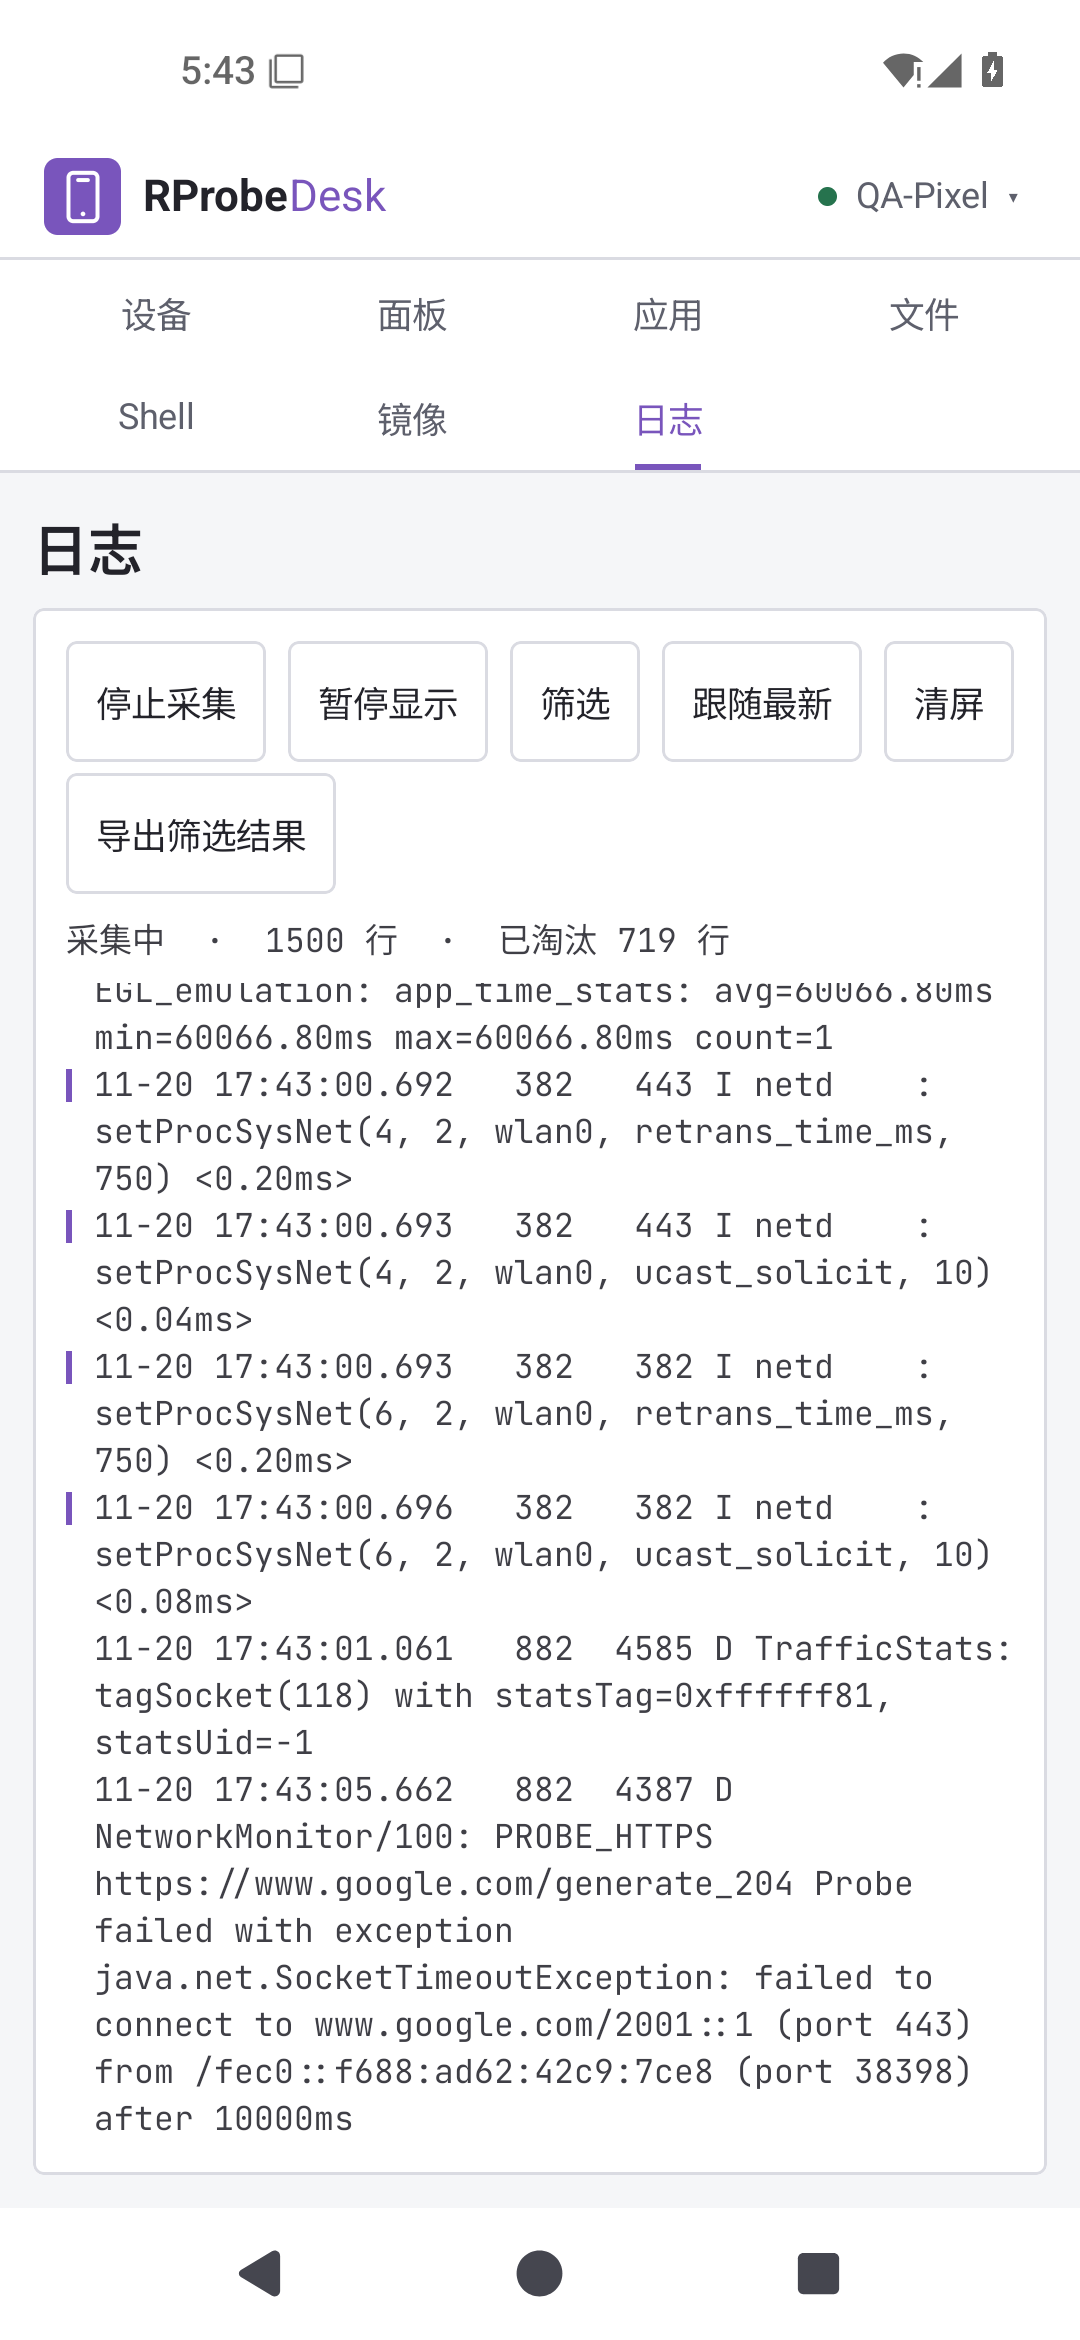 5:43
RProbeDesk
QA-Pixel
设备 面板 应用 文件
Shell 镜像 日志
日志
停止采集 暂停显示 筛选 跟随最新 清屏
导出筛选结果
采集中 · 1500 行 · 已淘汰 719 行
EGL_emulation: app_time_stats: avg=60066.80ms
min=60066.80ms max=60066.80ms count=1
11-20 17:43:00.692   382   443 I netd    :
setProcSysNet(4, 2, wlan0, retrans_time_ms,
750) <0.20ms>
11-20 17:43:00.693   382   443 I netd    :
setProcSysNet(4, 2, wlan0, ucast_solicit, 10)
<0.04ms>
11-20 17:43:00.693   382   382 I netd    :
setProcSysNet(6, 2, wlan0, retrans_time_ms,
750) <0.20ms>
11-20 17:43:00.696   382   382 I netd    :
setProcSysNet(6, 2, wlan0, ucast_solicit, 10)
<0.08ms>
11-20 17:43:01.061   882  4585 D TrafficStats:
tagSocket(118) with statsTag=0xffffff81,
statsUid=-1
11-20 17:43:05.662   882  4387 D
NetworkMonitor/100: PROBE_HTTPS
https://www.google.com/generate_204 Probe
failed with exception
java.net.SocketTimeoutException: failed to
connect to www.google.com/2001::1 (port 443)
from /fec0::f688:ad62:42c9:7ce8 (port 38398)
after 10000ms